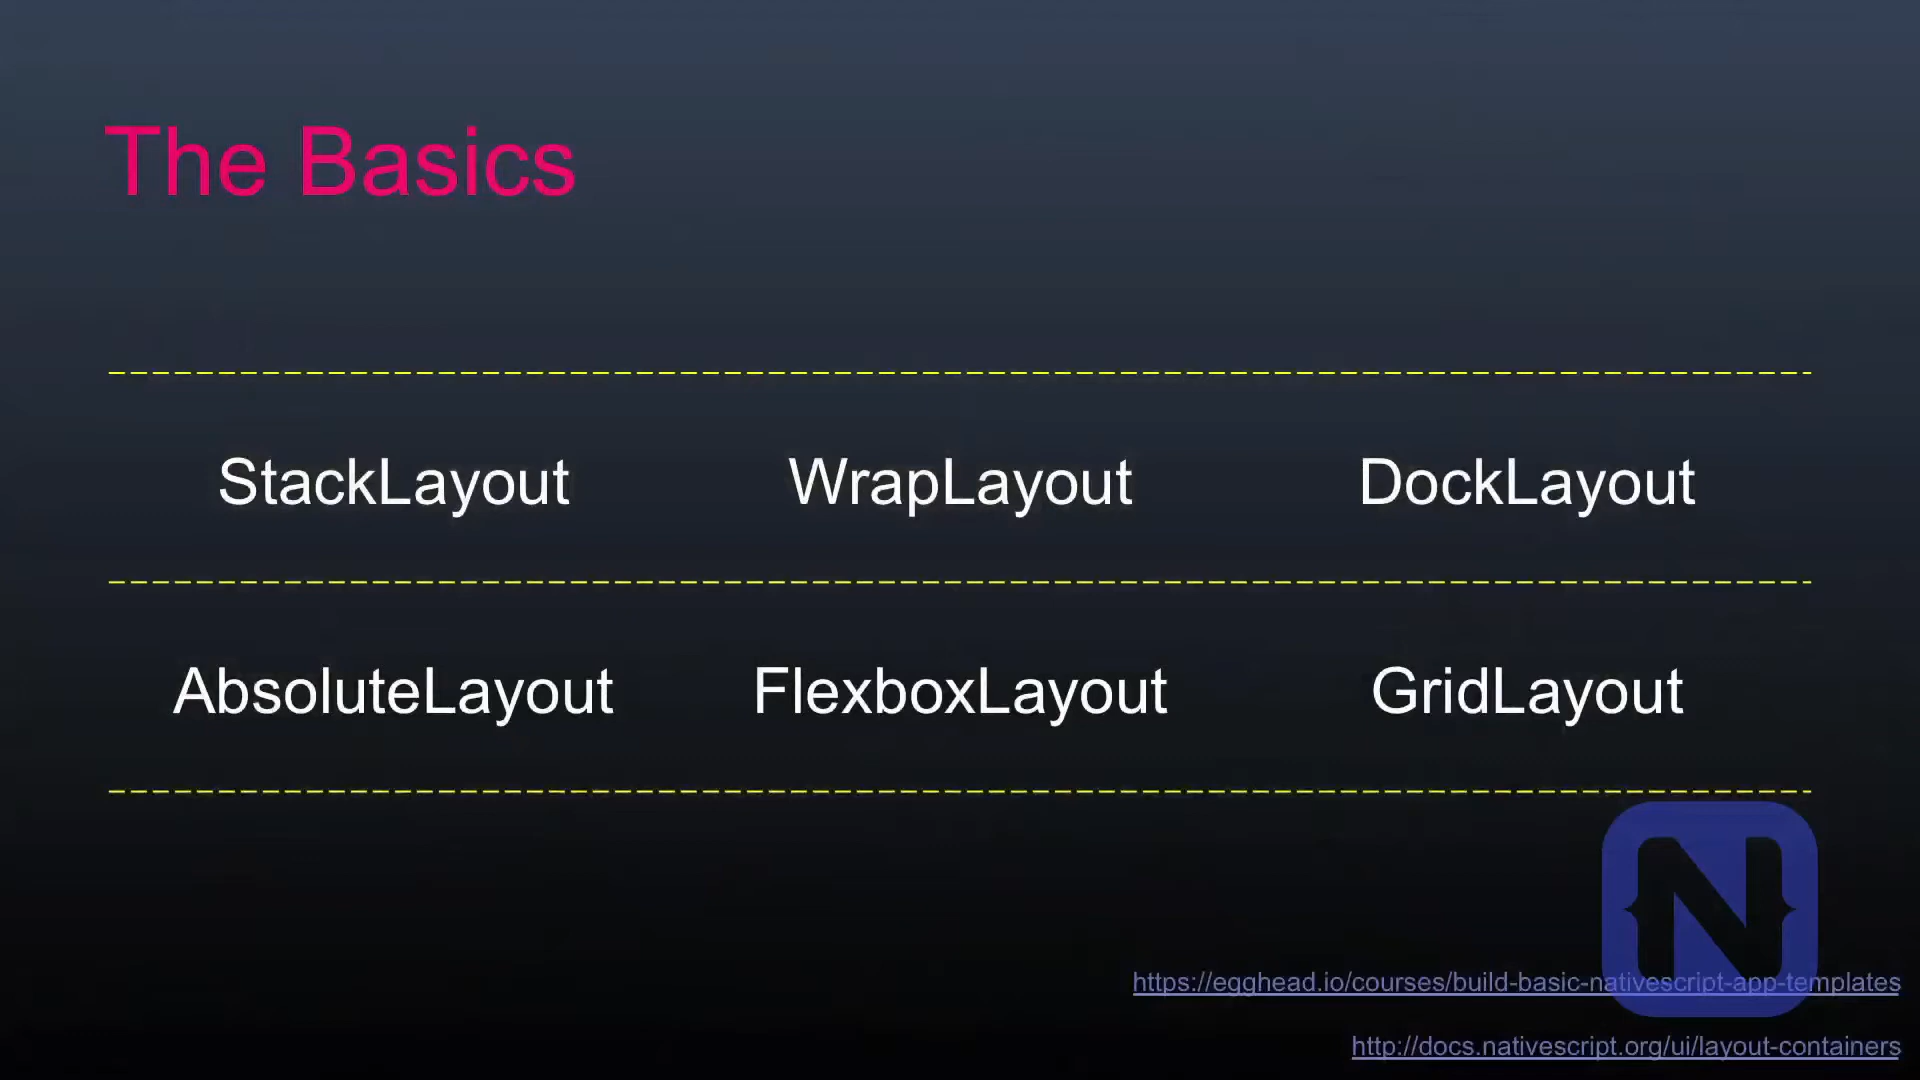 The Basics
StackLayout WrapLayout DockLayout
AbsoluteLayout FlexboxLayout GridLayout
N
https://egghead.io/courses/build-basic-nativescript-app-templates
http://docs.nativescript.org/ui/layout-containers